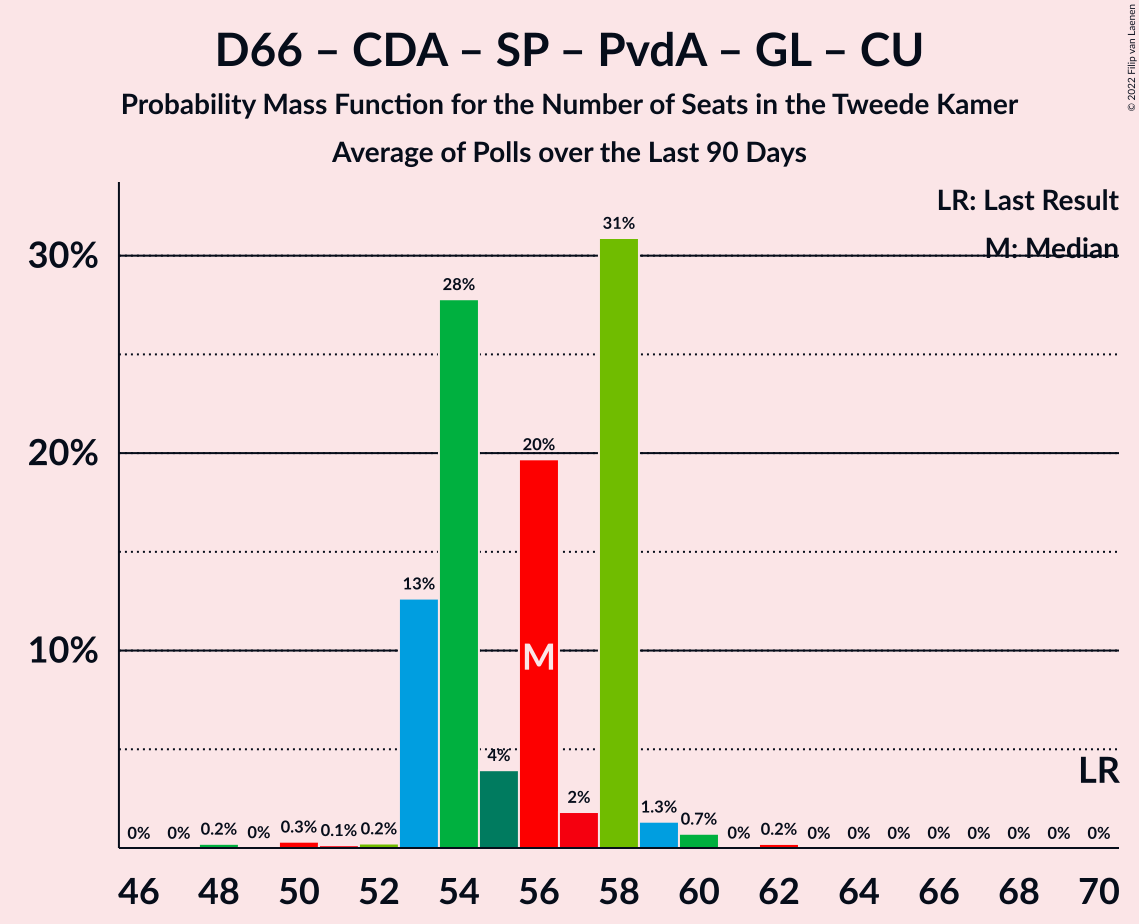 D66 – CDA – SP – PvdA – GL – CU
Probability Mass Function for the Number of Seats in the Tweede Kamer
Average of Polls over the Last 90 Days
© 2022 Filip van Laenen
LR: Last Result
M: Median
30%
20%
10%
0% 0% 0.2% 0% 0.3% 0.1% 0.2% 13% 28% 4% 20% 2% 31% 1.3% 0.7% 0% 0.2% 0% 0% 0% 0% 0% 0% 0% 0%
M
LR
46 48 50 52 54 56 58 60 62 64 66 68 70